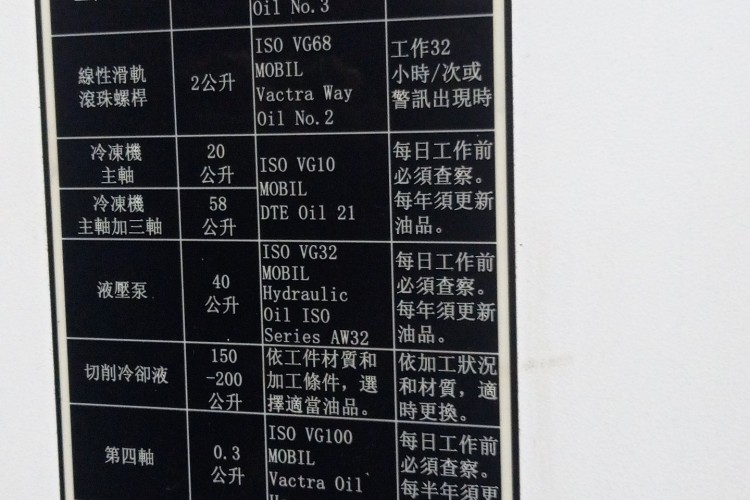 Oil No.3
線性滑軌
滾珠螺桿
2公升
ISO VG68
MOBIL
Vactra Way
Oil No.2
工作32
小時/次或
警訊出現時
冷凍機
主軸
20
公升
ISO VG10
MOBIL
DTE Oil 21
每日工作前
必須查察。
每年須更新
油品。
冷凍機
主軸加三軸
58
公升
液壓泵
40
公升
ISO VG32
MOBIL
Hydraulic
Oil ISO
Series AW32
每日工作前
必須查察。
每年須更新
油品。
切削冷卻液
150
-200
公升
依工件材質和
加工條件，選
擇適當油品。
依加工狀況
和材質，適
時更換。
第四軸
0.3
公升
ISO VG100
MOBIL
Vactra Oil
每日工作前
必須查察。
每半年須更